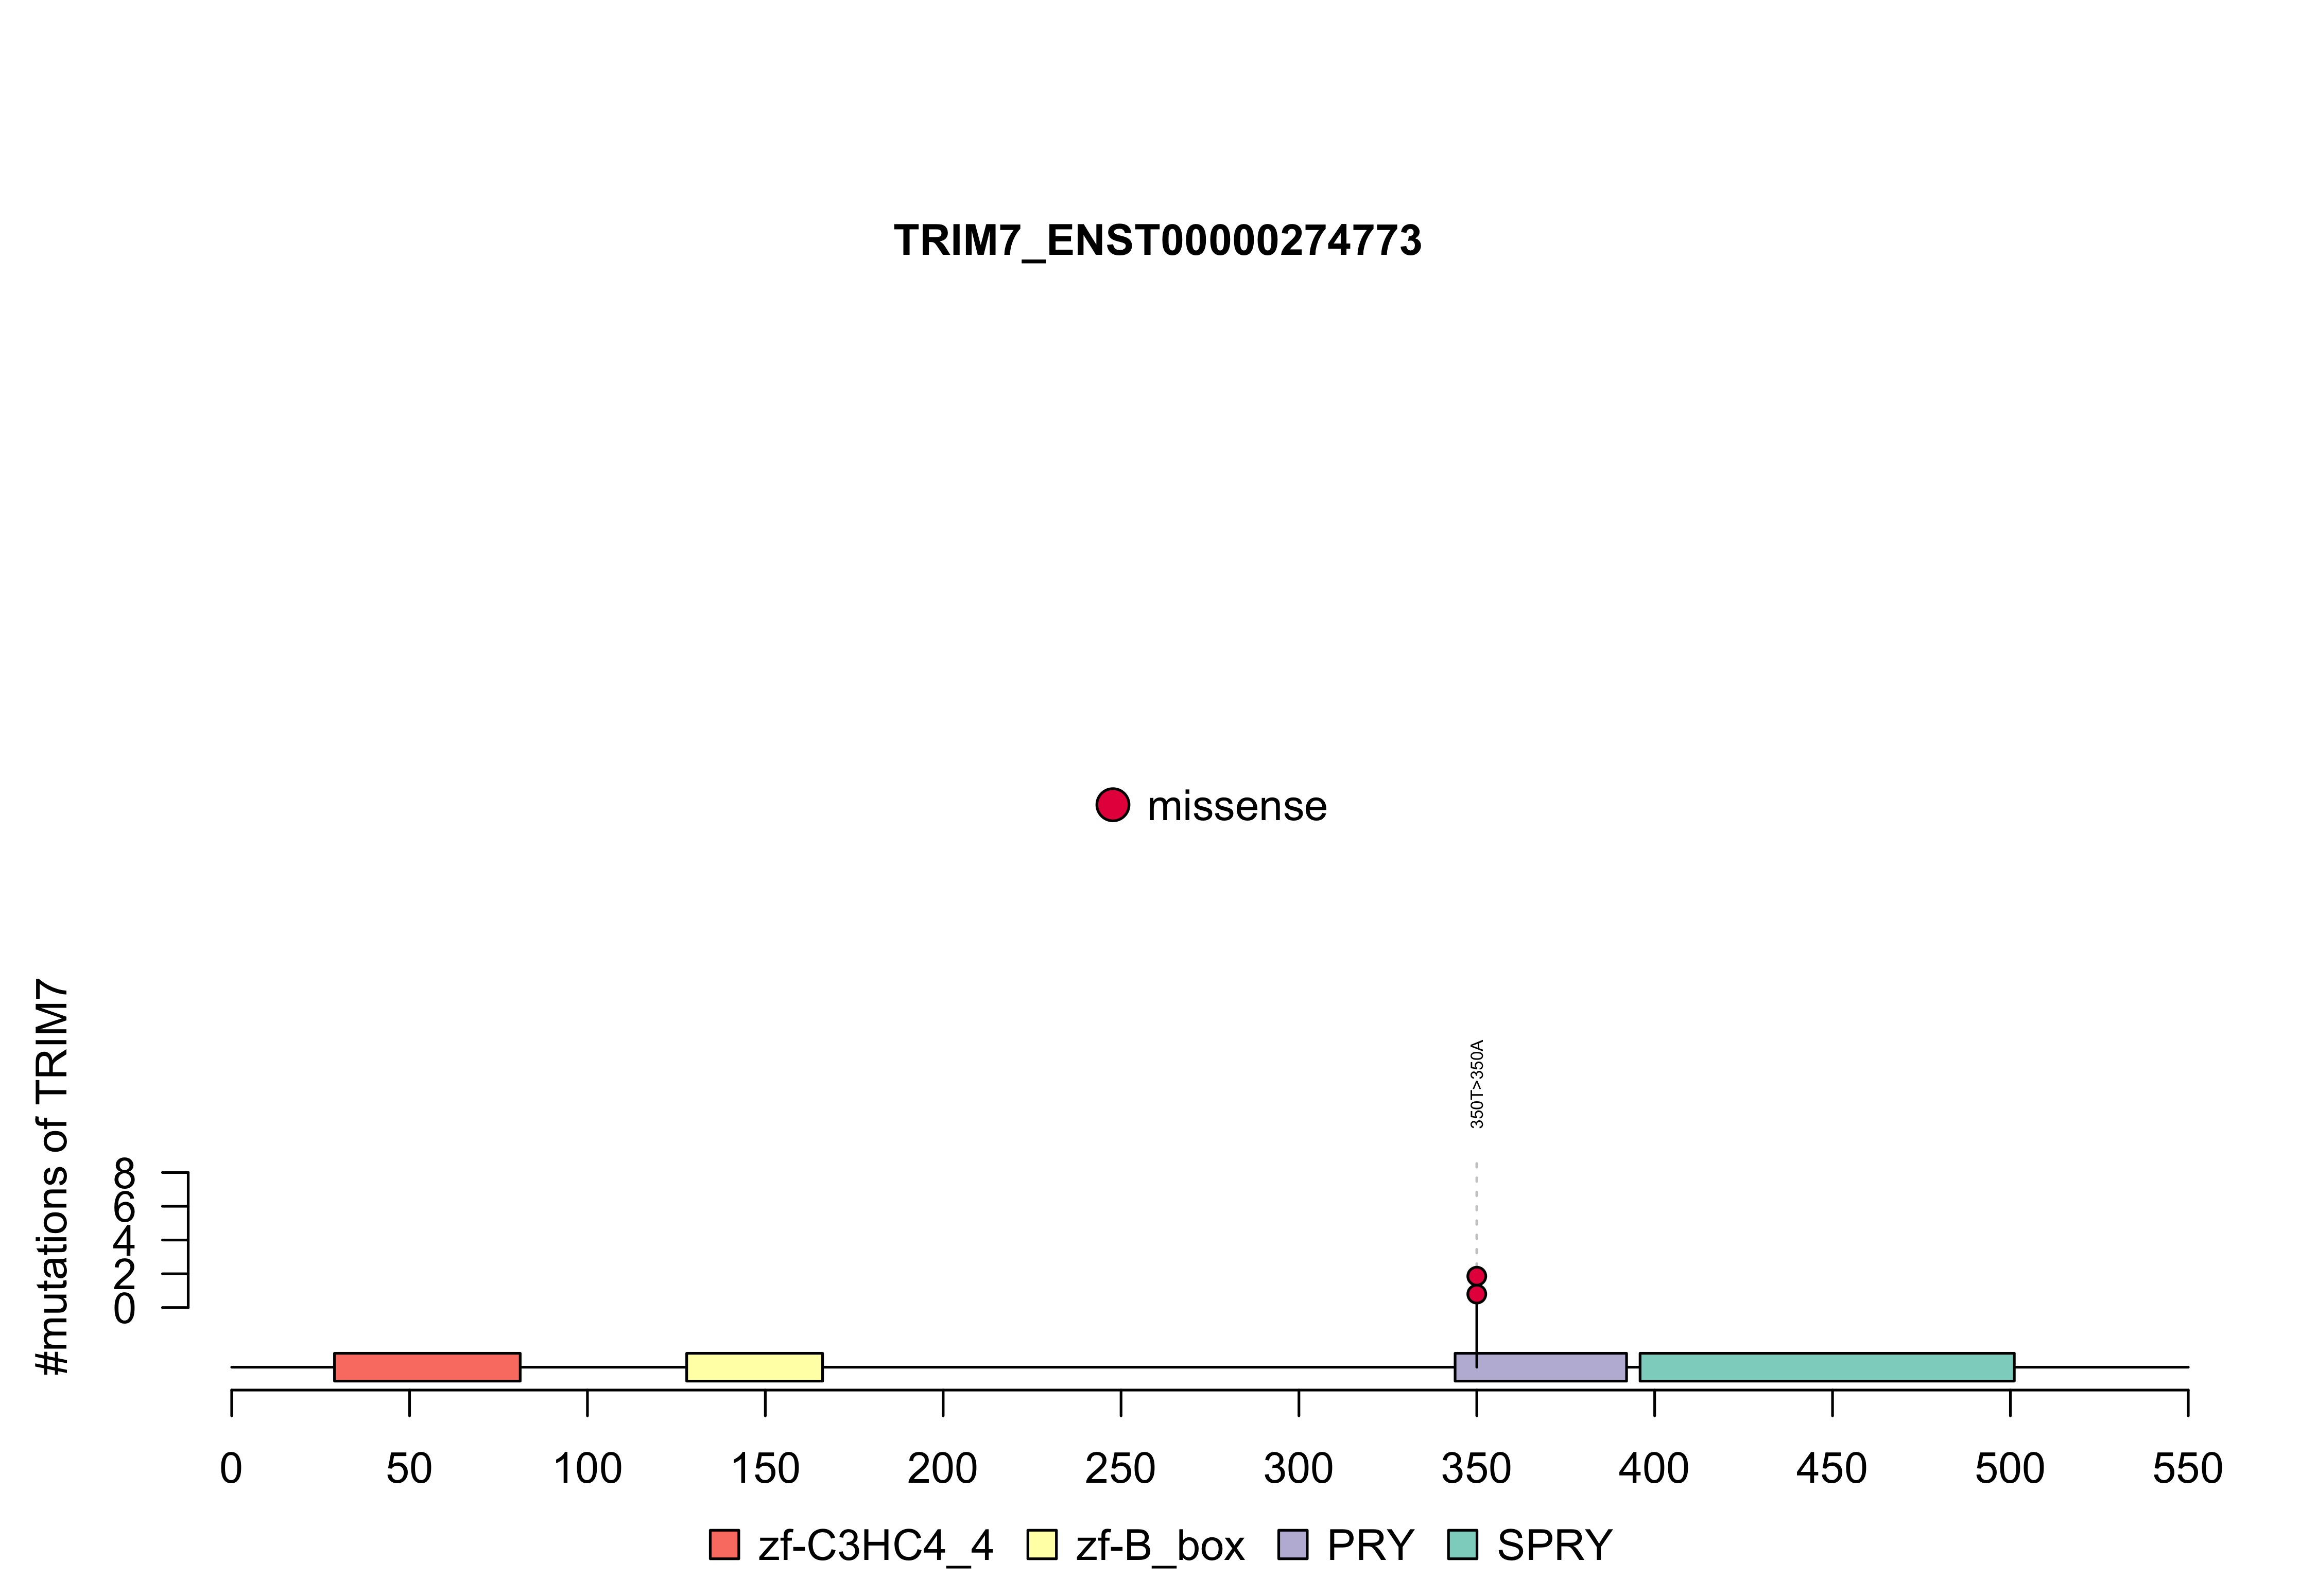 TRIM7_ENST00000274773
missense
#mutations of TRIM7
350T>350A
8
6
4
2
0
0 50 100 150 200 250 300 350 400 450 500 550
zf-C3HC4_4 zf-B_box PRY SPRY